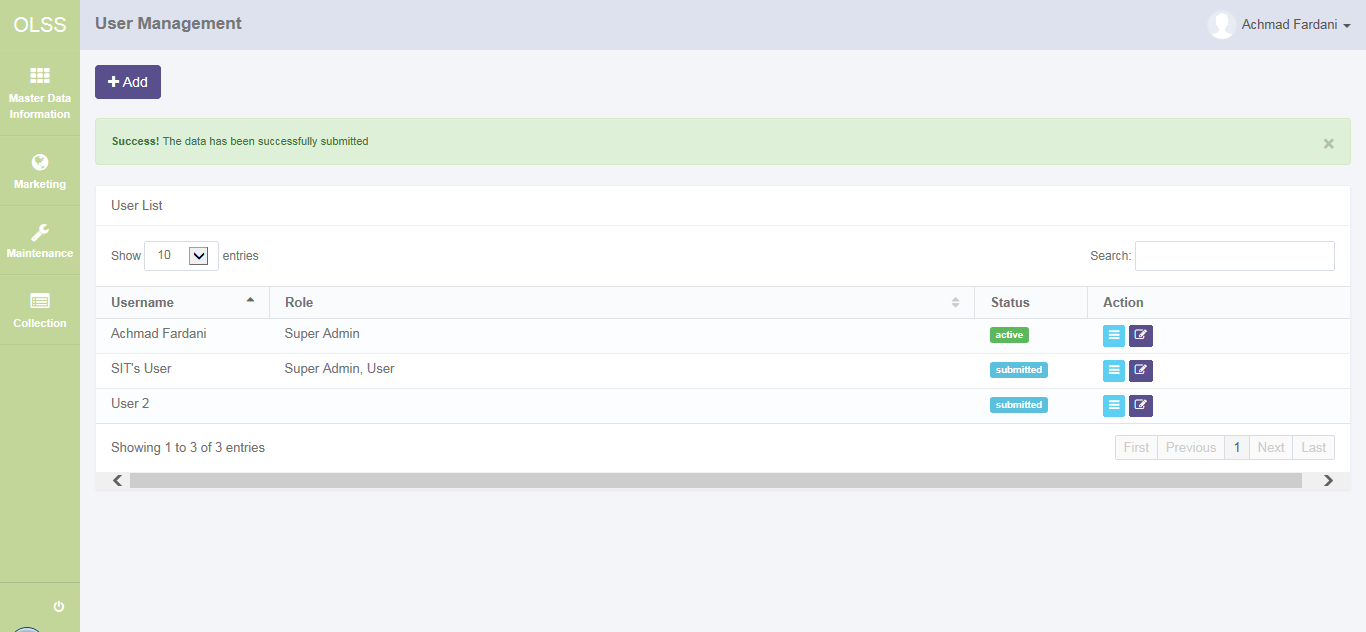 OLSS
User Management
Achmad Fardani
Master Data
Information
Marketing
Maintenance
Collection
Add
Success! The data has been successfully submitted
×
User List
Show 10 entries
Search:
Username Role Status Action
Achmad Fardani Super Admin active
SIT's User Super Admin, User submitted
User 2 submitted
Showing 1 to 3 of 3 entries
First Previous 1 Next Last